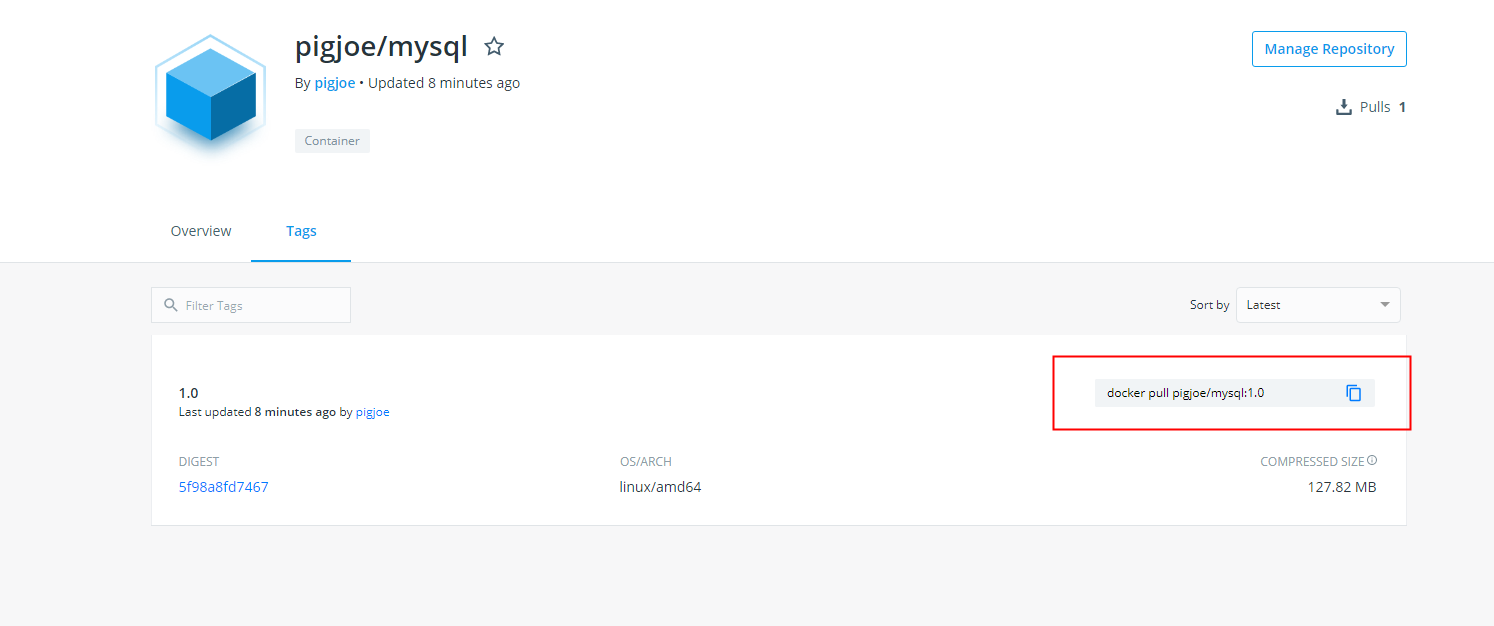 pigjoe/mysql
Manage Repository
By pigjoe • Updated 8 minutes ago
Pulls 1
Container
Overview Tags
Filter Tags
Sort by Latest
1.0
docker pull pigjoe/mysql:1.0
Last updated 8 minutes ago by pigjoe
DIGEST OS/ARCH COMPRESSED SIZE
5f98a8fd7467 linux/amd64 127.82 MB